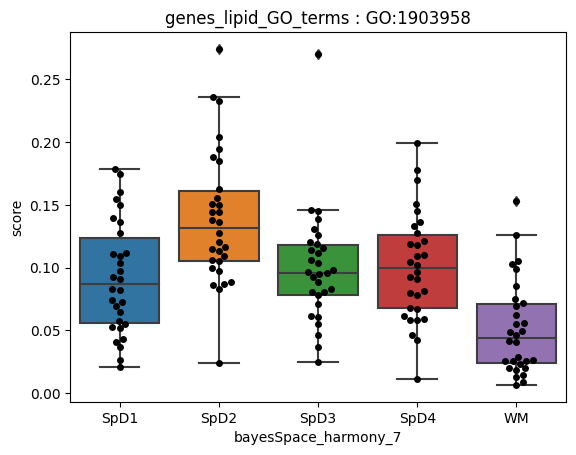 genes_lipid_GO_terms : GO:1903958
0.25
0.20
0.15
0.10
0.05
0.00
score
SpD1 SpD2 SpD3 SpD4 WM
bayesSpace_harmony_7